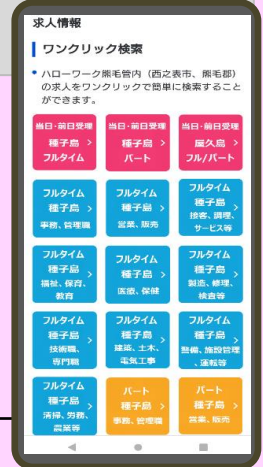 求人情報
ワンクリック検索
ハローワーク熊毛管内（西之表市、熊毛郡）
の求人をワンクリックで簡単に検索すること
ができます。
当日・前日受理
種子島
フルタイム
当日・前日受理
種子島
パート
当日・前日受理
屋久島
フル/パート
フルタイム
種子島
事務、管理職
フルタイム
種子島
営業、販売
フルタイム
種子島
接客、調理、
サービス等
フルタイム
種子島
福祉、保育、
教育
フルタイム
種子島
医療、保健
フルタイム
種子島
製造、修理、
検査等
フルタイム
種子島
技術職、
専門職
フルタイム
種子島
建築、土木、
電気工事
フルタイム
種子島
警備、施設管理
、運転等
フルタイム
種子島
清掃、労務、
農業等
パート
種子島
事務、管理職
パート
種子島
営業、販売